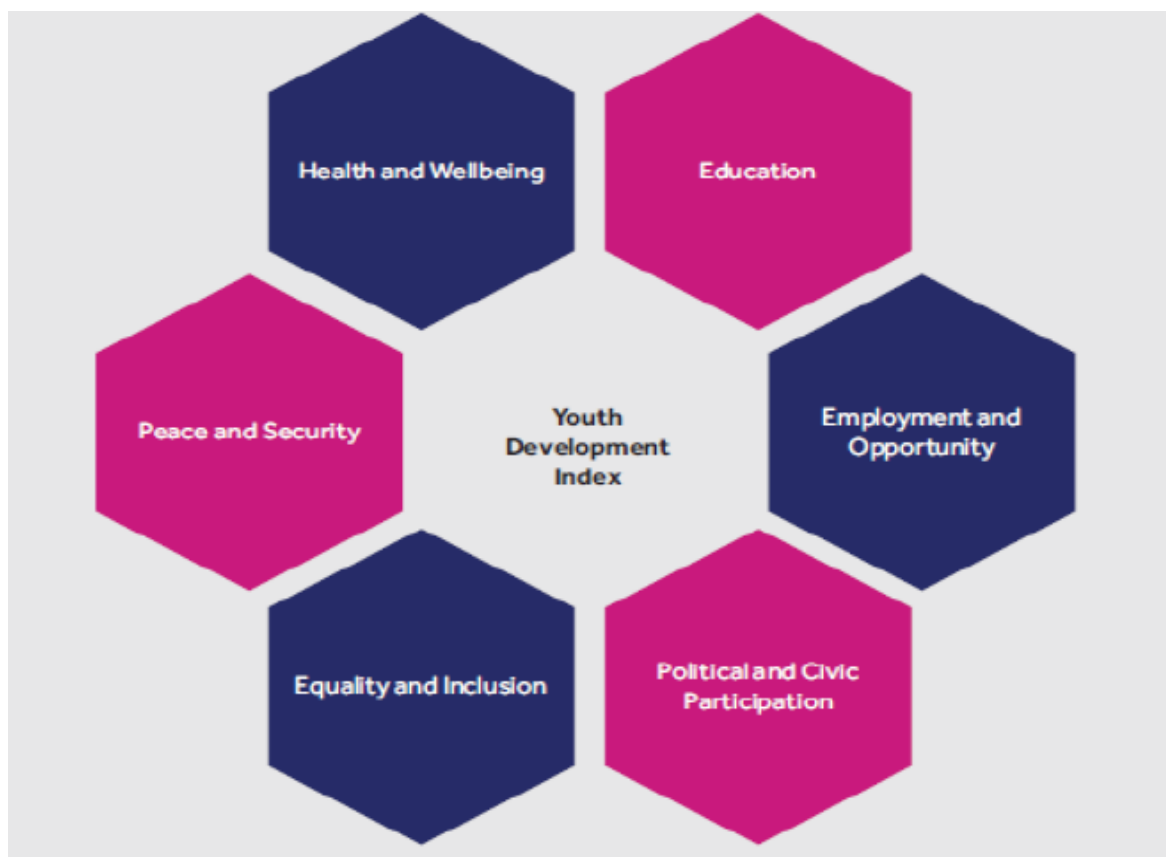 Health and Wellbeing
Education
Peace and Security
Youth
Development
Index
Employment and
Opportunity
Equality and Inclusion
Political and Civic
Participation